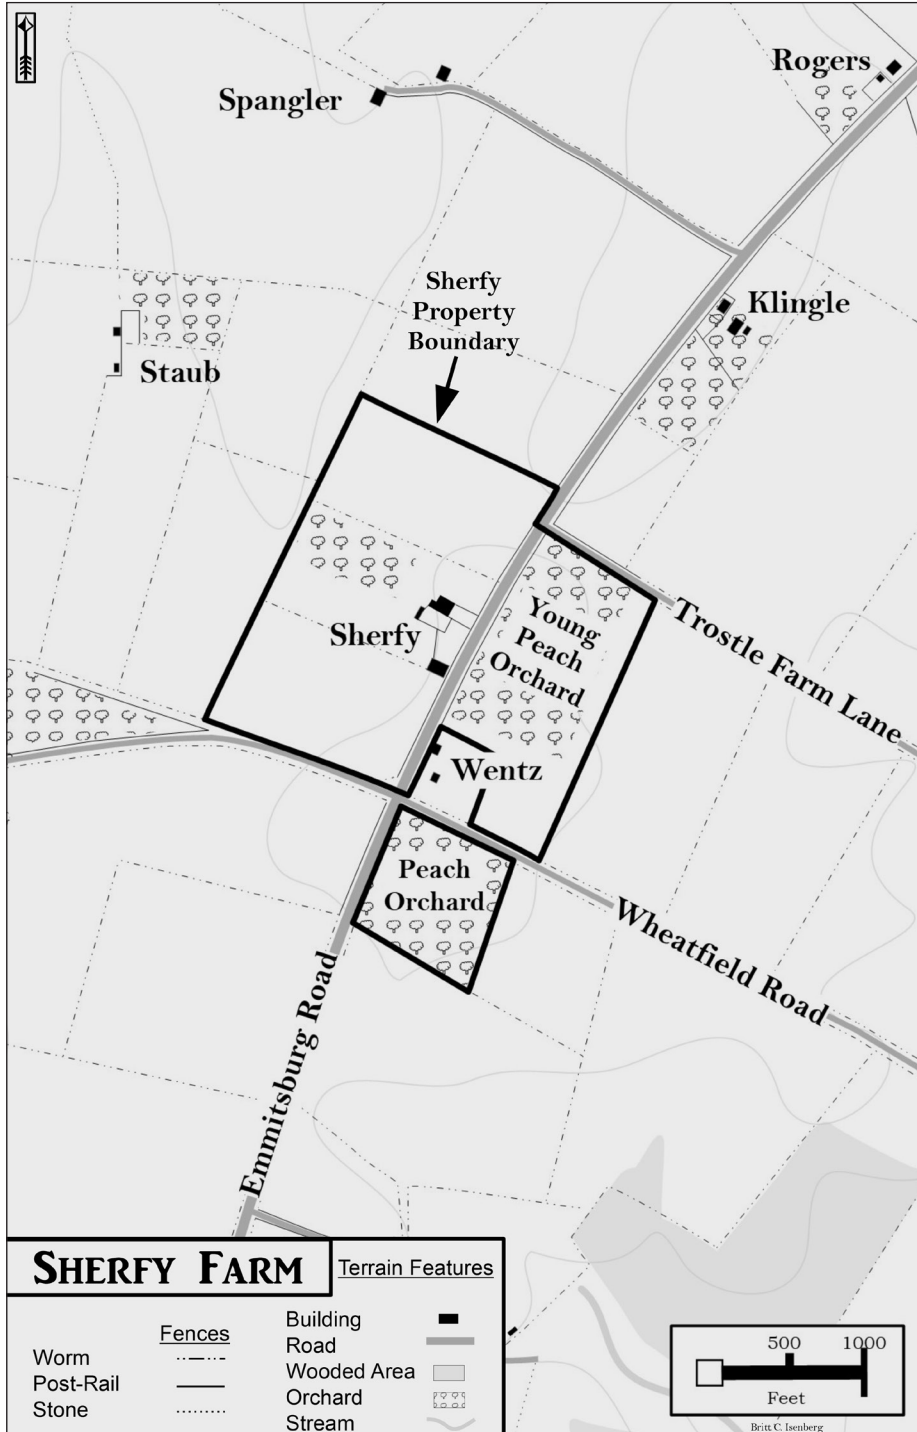 Rogers
Spangler
Sherfy
Property
Boundary
Klingle
Staub
Young
Peach
Orchard
Sherfy
Trostle Farm Lane
Wentz
Peach
Orchard
Wheatfield Road
Emmitsburg Road
SHERFY FARM
Terrain Features
Fences
Worm
Post-Rail
Stone
Building
Road
Wooded Area
Orchard
Stream
500 1000
Feet
Britt C. Isenberg